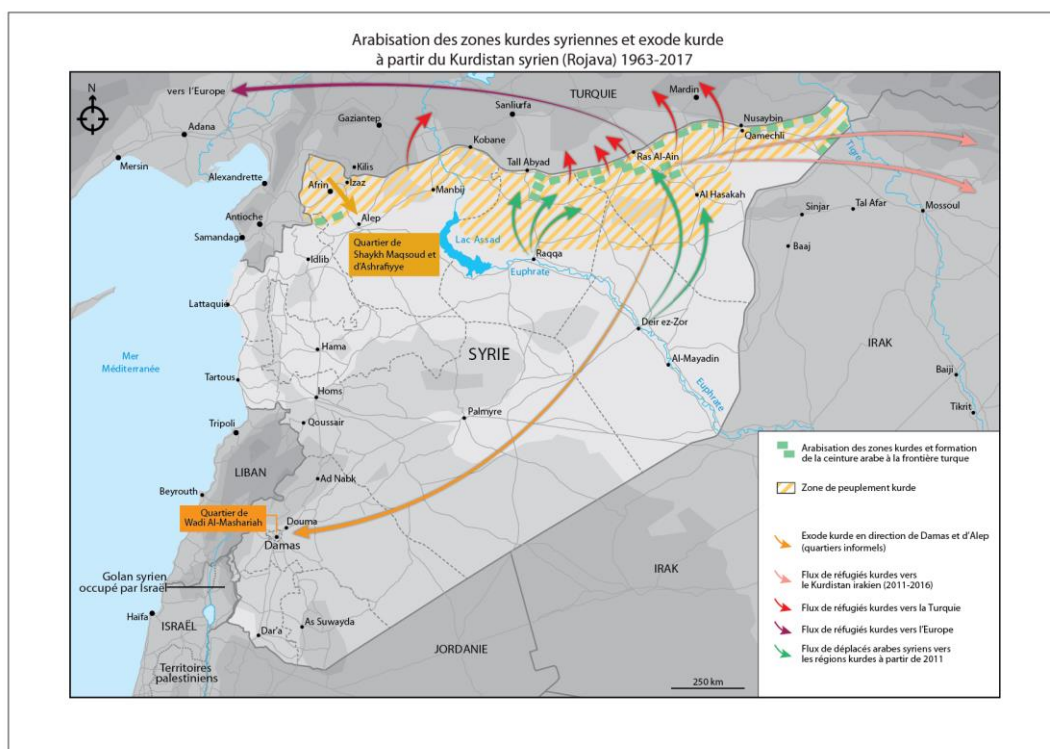 Arabisation des zones kurdes syriennes et exode kurde
à partir du Kurdistan syrien (Rojava) 1963-2017
N
vers l'Europe
TURQUIE
Mardin
Adana
Gaziantep
Sanliurfa
Nusaybin
Qamechli
Mersin
Kilis
Kobane
Tall Abyad
Ras Al-Ain
Tigre
Alexandrette
Afrin
Izaz
Manbij
Al Hasakah
Sinjar
Tal Afar
Mossoul
Antioche
Samandag
Alep
Quartier de
Shaykh Maqsoud et
d'Ashrafiyye
Lac Assad
Baaj
Idlib
Raqqa
Euphrate
Lattaquie
Deir ez-Zor
Mer
Méditerranée
Hama
SYRIE
Al-Mayadin
IRAK
Tartous
Homs
Euphrate
Baiji
Palmyre
Tikrit
Tripoli
Qoussair
LIBAN
Ad Nabk
Beyrouth
Quartier de
Wadi Al-Mashariah
Douma
Damas
Golan syrien
occupé par Israël
IRAK
Haïfa
ISRAËL
As Suwayda
Dar'a
JORDANIE
Territoires
palestiniens
250 km
Arabisation des zones kurdes et formation
de la ceinture arabe à la frontière turque
Zone de peuplement kurde
Exode kurde en direction de Damas et d'Alep
(quartiers informels)
Flux de réfugiés kurdes vers
le Kurdistan irakien (2011-2016)
Flux de réfugiés kurdes vers la Turquie
Flux de réfugiés kurdes vers l'Europe
Flux de déplacés arabes syriens vers
les régions kurdes à partir de 2011